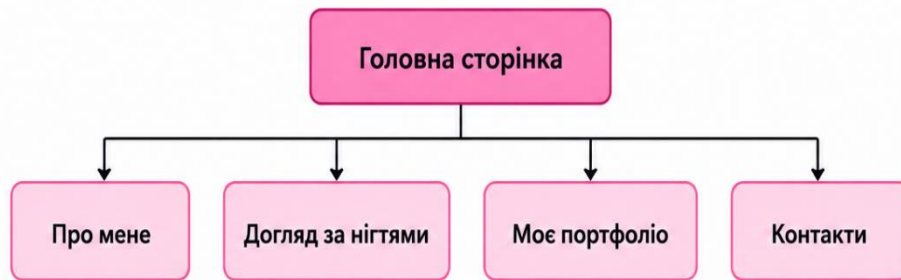 Головна сторінка
Про мене
Догляд за нігтями
Моє портфоліо
Контакти